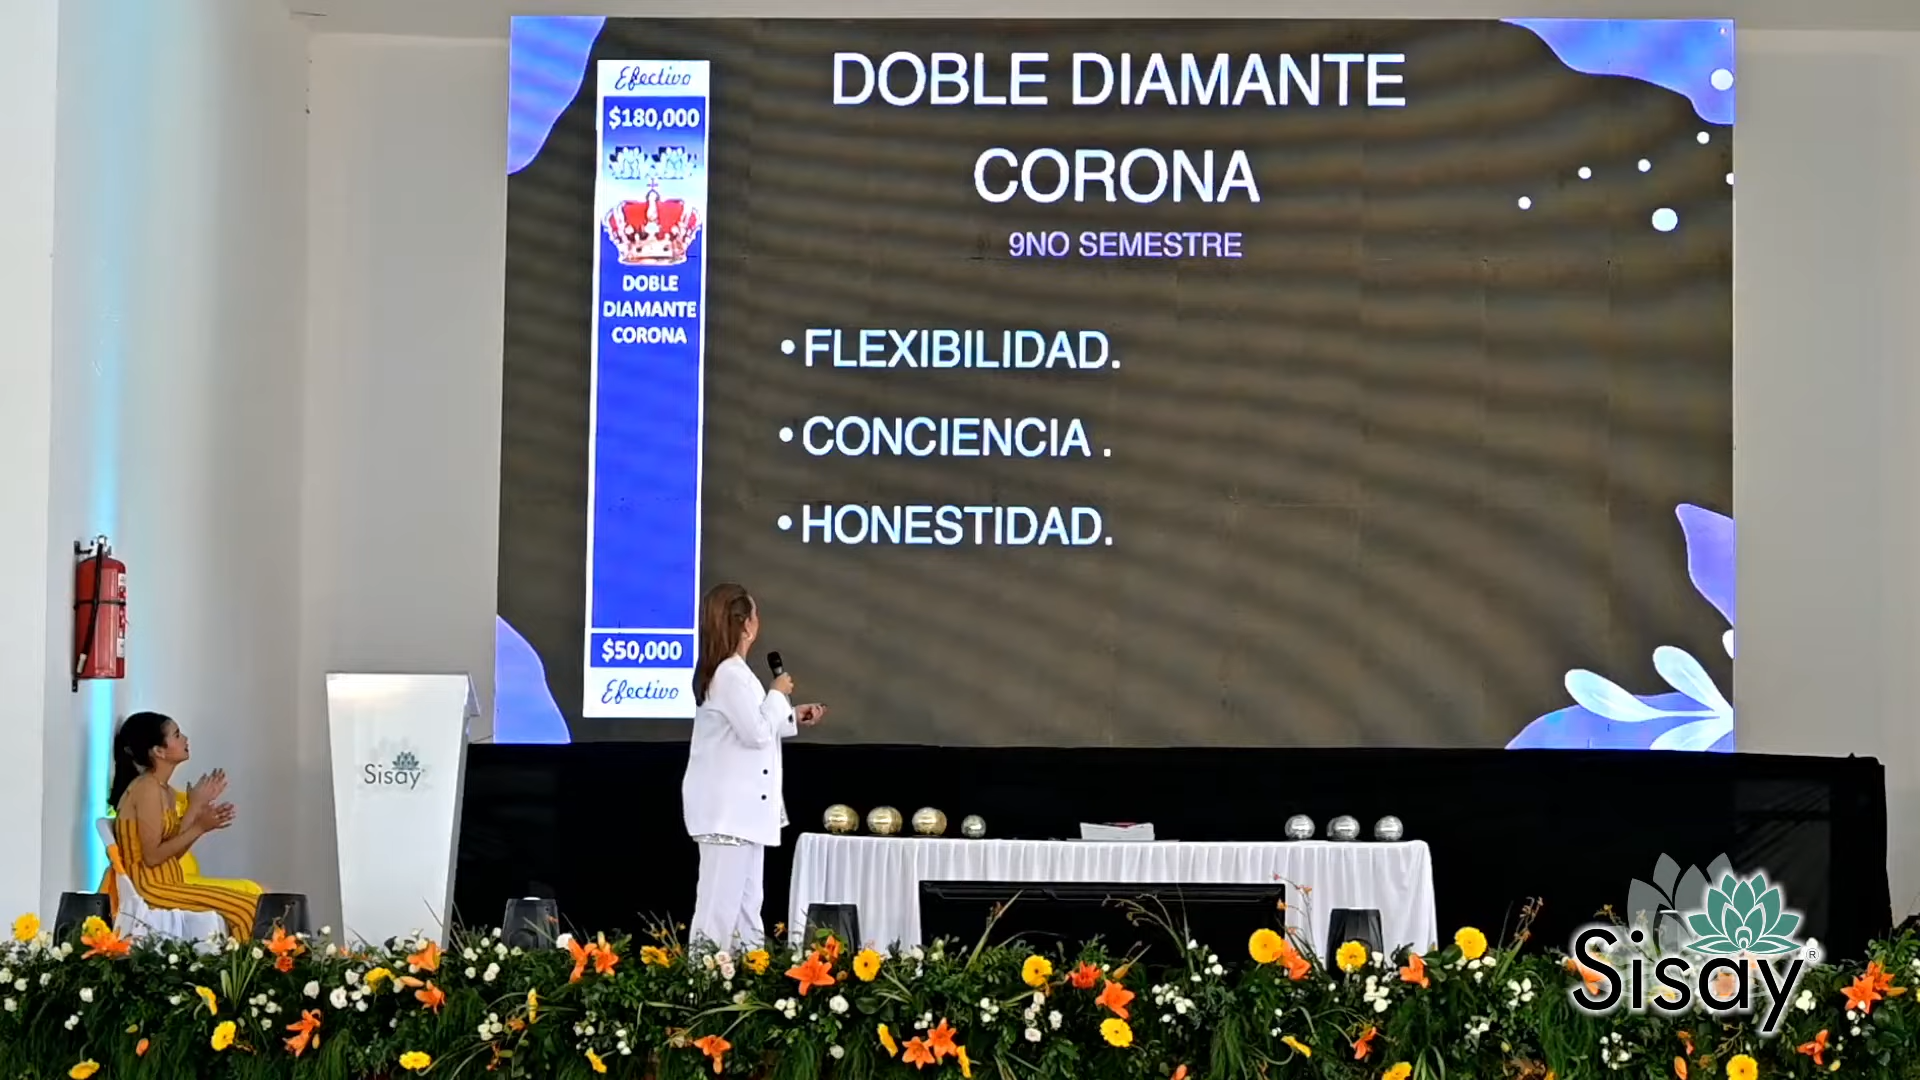 Efectivo
$180,000
DOBLE
DIAMANTE
CORONA
$50,000
Efectivo
DOBLE DIAMANTE
CORONA
9NO SEMESTRE
• FLEXIBILIDAD.
• CONCIENCIA .
• HONESTIDAD.
Sisay
Sisay®